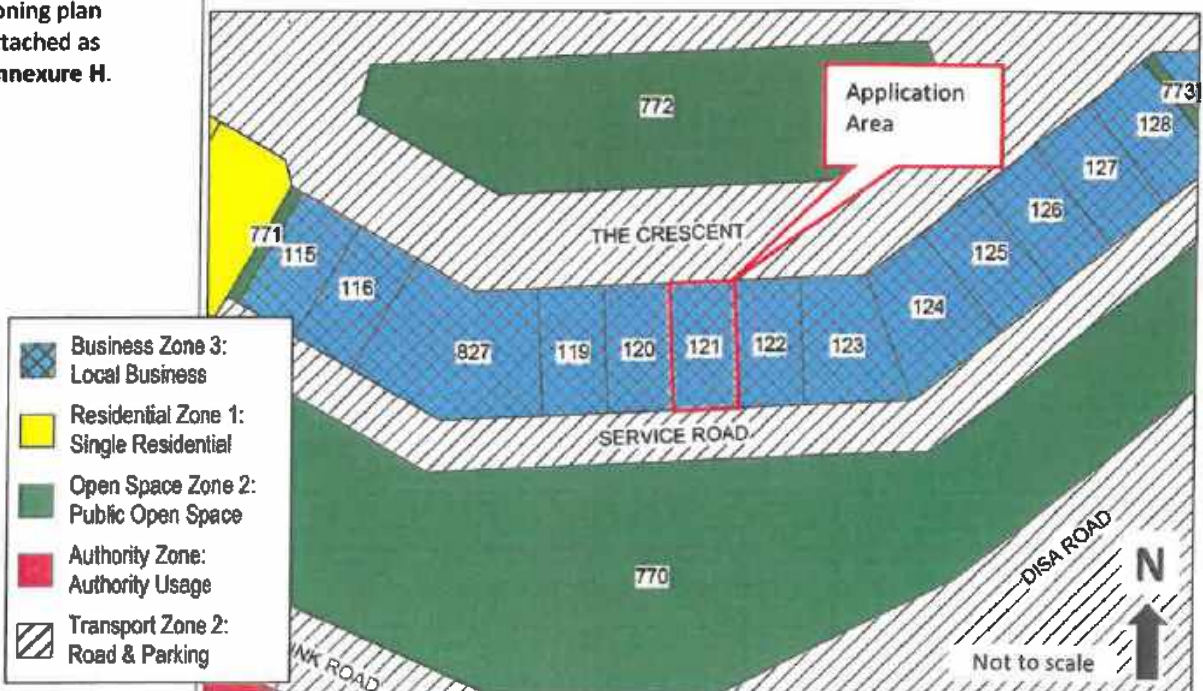 oning plan
ttached as
nnexure H.
772
Application
Area
773
128
127
126
125
124
THE CRESCENT
771
115
116
827
119
120
121
122
123
SERVICE ROAD
Business Zone 3:
Local Business
Residential Zone 1:
Single Residential
Open Space Zone 2:
Public Open Space
Authority Zone:
Authority Usage
Transport Zone 2:
Road & Parking
770
DISA ROAD
N
Not to scale
INK ROAD